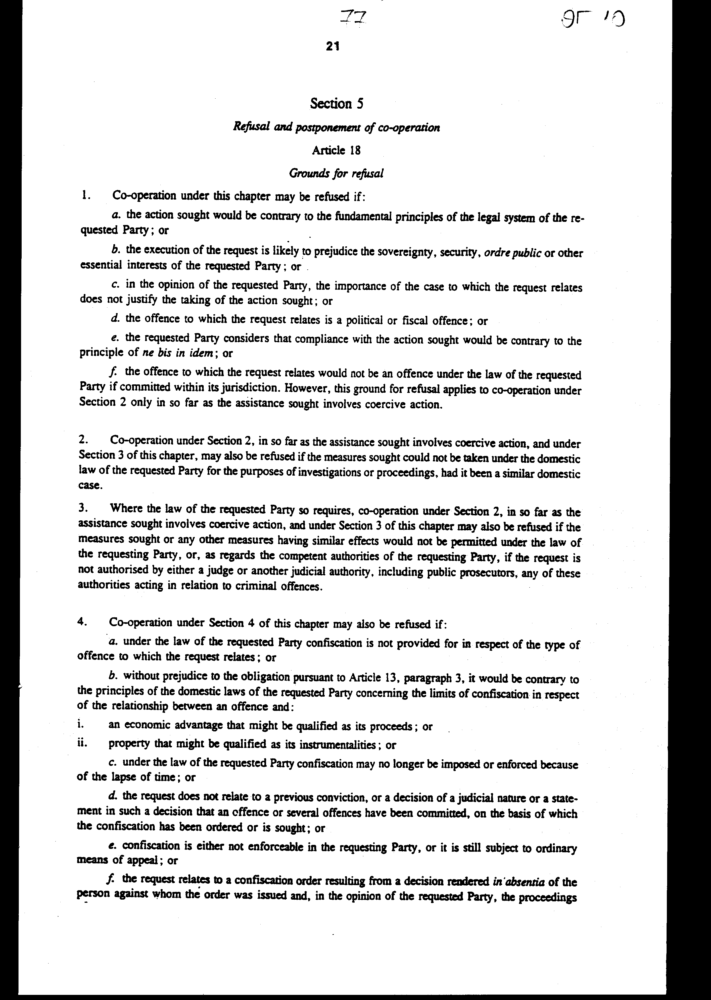 77
21
Section 5
Refusal and postponement of co-operation
Article 18
Grounds for refusal
1. Co-operation under this chapter may be refused if:
a. the action sought would be contrary to the fundamental principles of the legal system of the re-
quested Party; or
b. the execution of the request is likely to prejudice the sovereignty, security, ordre public or other
essential interests of the requested Party; or
c. in the opinion of the requested Party, the importance of the case to which the request relates
does not justify the taking of the action sought; or
d. the offence to which the request relates is a political or fiscal offence; or
e. the requested Party considers that compliance with the action sought would be contrary to the
principle of ne bis in idem; or
f. the offence to which the request relates would not be an offence under the law of the requested
Party if committed within its jurisdiction. However, this ground for refusal applies to co-operation under
Section 2 only in so far as the assistance sought involves coercive action.
2. Co-operation under Section 2, in so far as the assistance sought involves coercive action, and under
Section 3 of this chapter, may also be refused if the measures sought could not be taken under the domestic
law of the requested Party for the purposes of investigations or proceedings, had it been a similar domestic
case.
3. Where the law of the requested Party so requires, co-operation under Section 2, in so far as the
assistance sought involves coercive action, and under Section 3 of this chapter may also be refused if the
measures sought or any other measures having similar effects would not be permitted under the law of
the requesting Party, or, as regards the competent authorities of the requesting Party, if the request is
not authorised by either a judge or another judicial authority, including public prosecutors, any of these
authorities acting in relation to criminal offences.
4. Co-operation under Section 4 of this chapter may also be refused if:
a. under the law of the requested Party confiscation is not provided for in respect of the type of
offence to which the request relates; or
b. without prejudice to the obligation pursuant to Article 13, paragraph 3, it would be contrary to
the principles of the domestic laws of the requested Party concerning the limits of confiscation in respect
of the relationship between an offence and:
i. an economic advantage that might be qualified as its proceeds; or
ii. property that might be qualified as its instrumentalities; or
c. under the law of the requested Party confiscation may no longer be imposed or enforced because
of the lapse of time; or
d. the request does not relate to a previous conviction, or a decision of a judicial nature or a state-
ment in such a decision that an offence or several offences have been committed, on the basis of which
the confiscation has been ordered or is sought; or
e. confiscation is either not enforceable in the requesting Party, or it is still subject to ordinary
means of appeal; or
f. the request relates to a confiscation order resulting from a decision rendered in absentia of the
person against whom the order was issued and, in the opinion of the requested Party, the proceedings